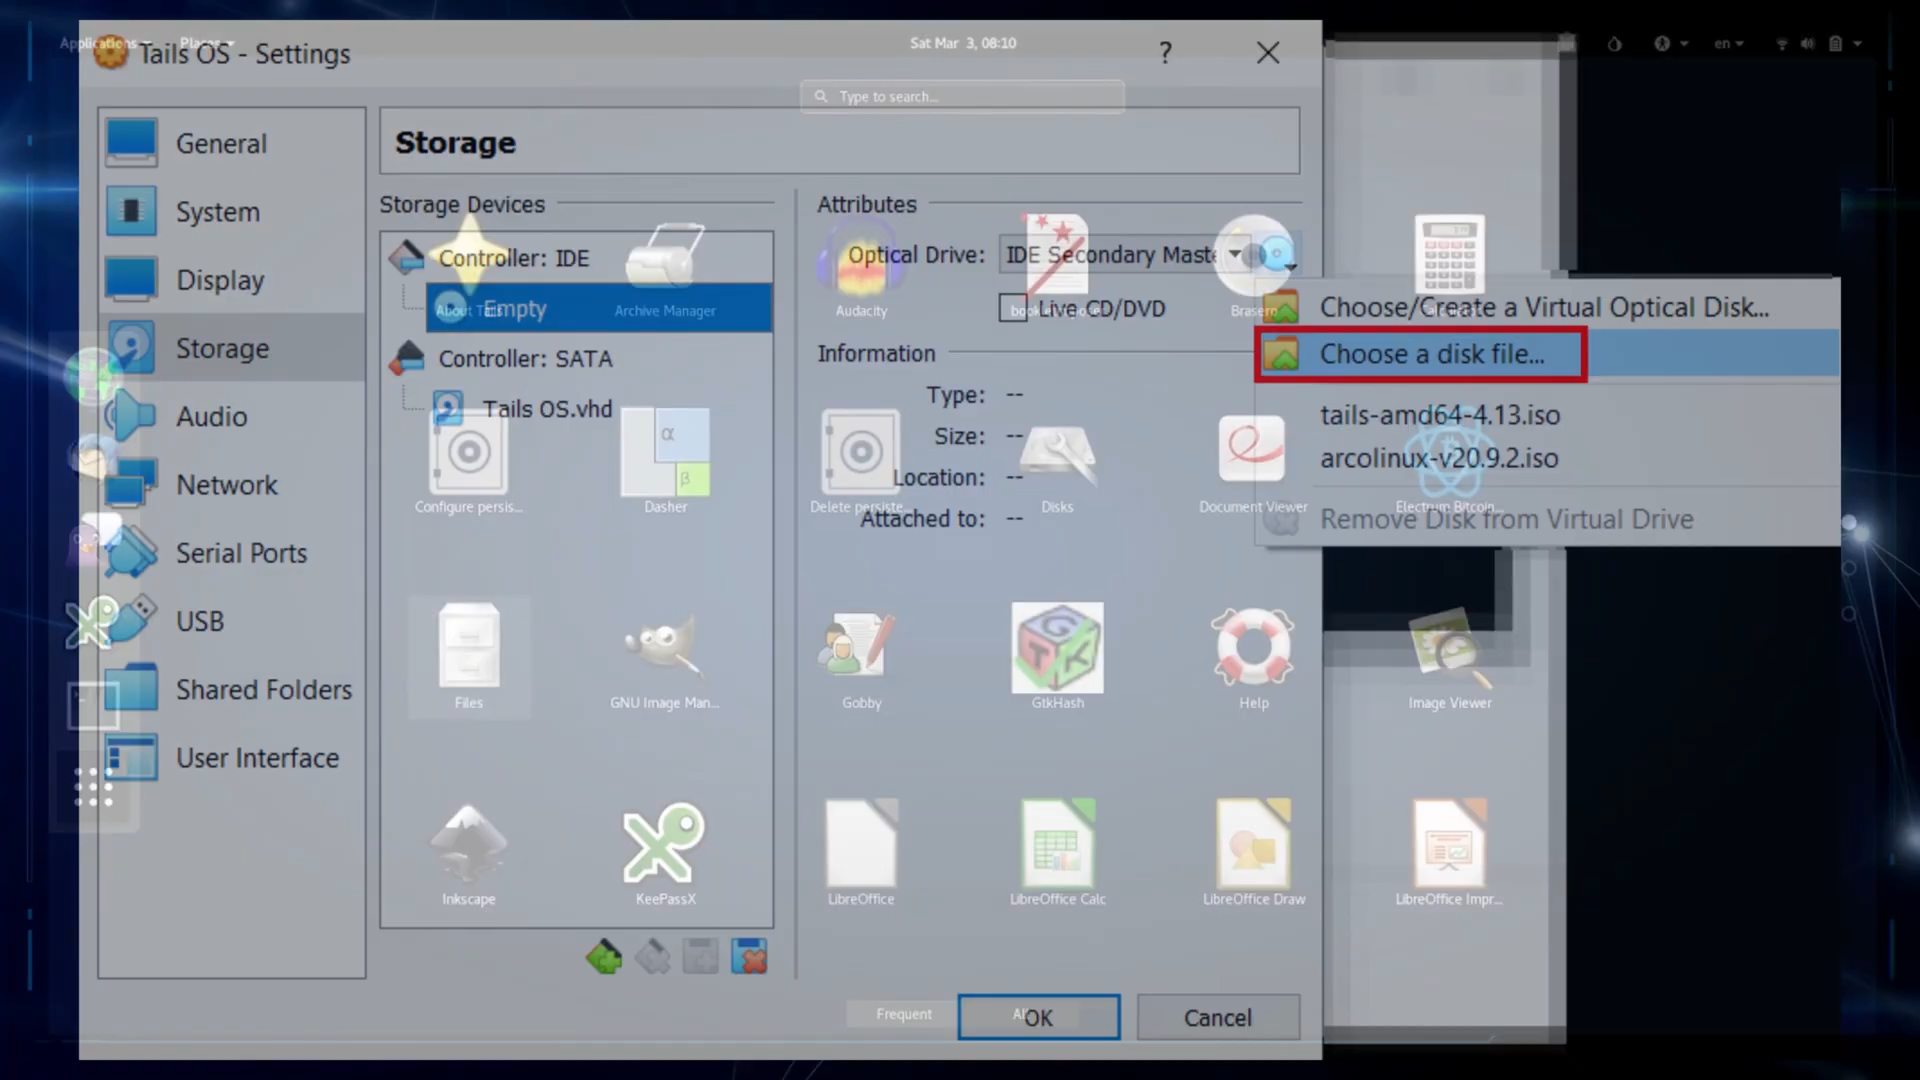 Applications
Places
Sat Mar 3, 08:10
en
Tails OS - Settings
?
Type to search...
General
System
Display
Storage
Audio
Network
Serial Ports
USB
Shared Folders
User Interface
Storage
Storage Devices
Controller: IDE
Empty
Controller: SATA
Tails OS.vhd
Attributes
Optical Drive:
IDE Secondary Maste
Live CD/DVD
Information
Type: --
Size: --
Location: --
Attached to: --
Choose/Create a Virtual Optical Disk...
Choose a disk file...
tails-amd64-4.13.iso
arcolinux-v20.9.2.iso
Remove Disk from Virtual Drive
About Tails
Archive Manager
Audacity
Brasero
Configure persis...
Dasher
α
β
Delete persiste...
Disks
Document Viewer
Electrum Bitcoin...
Files
GNU Image Man...
Gobby
GtkHash
Help
Image Viewer
Inkscape
KeePassX
LibreOffice
LibreOffice Calc
LibreOffice Draw
LibreOffice Impr...
Frequent
OK
Cancel